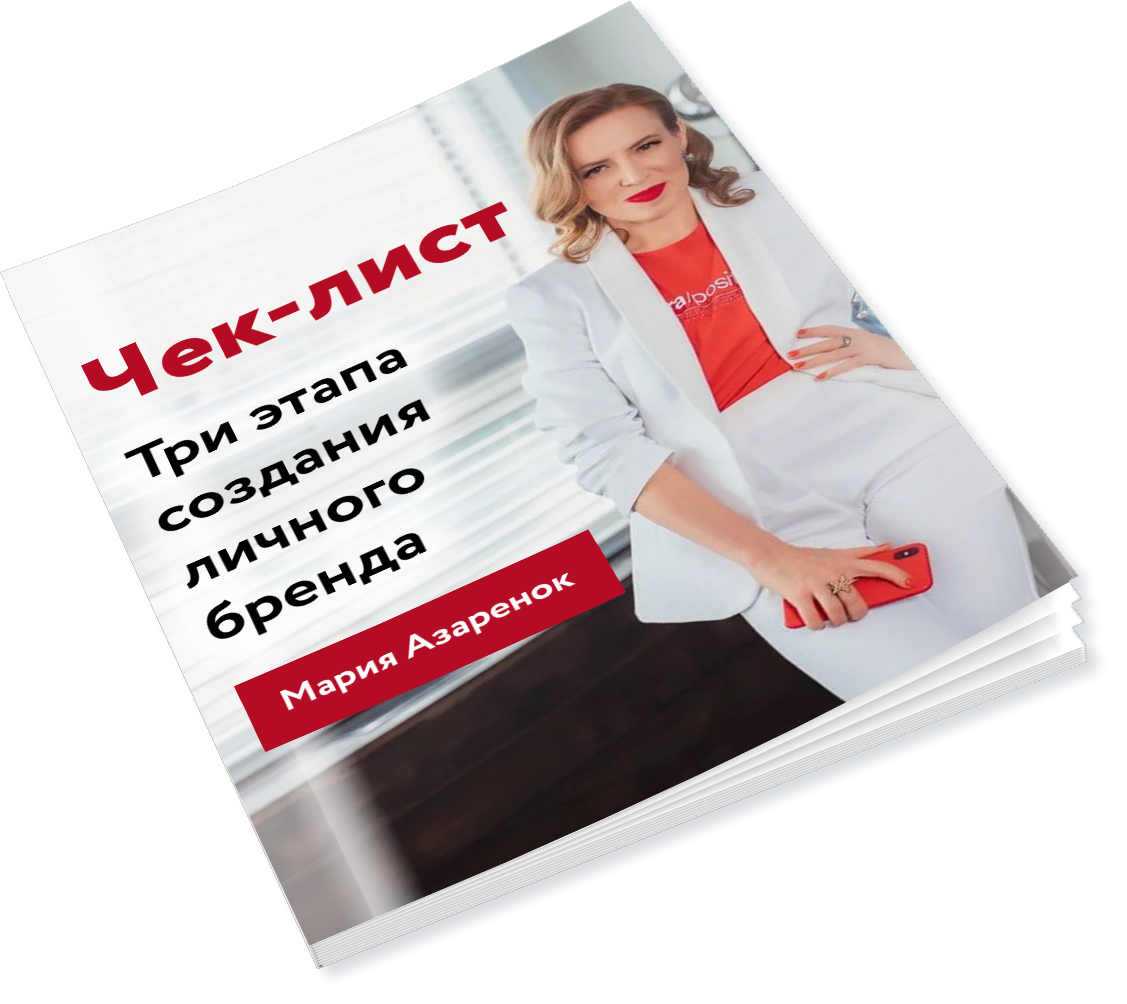 Чек-лист
Три этапа
создания
личного
бренда
Мария Азаренок